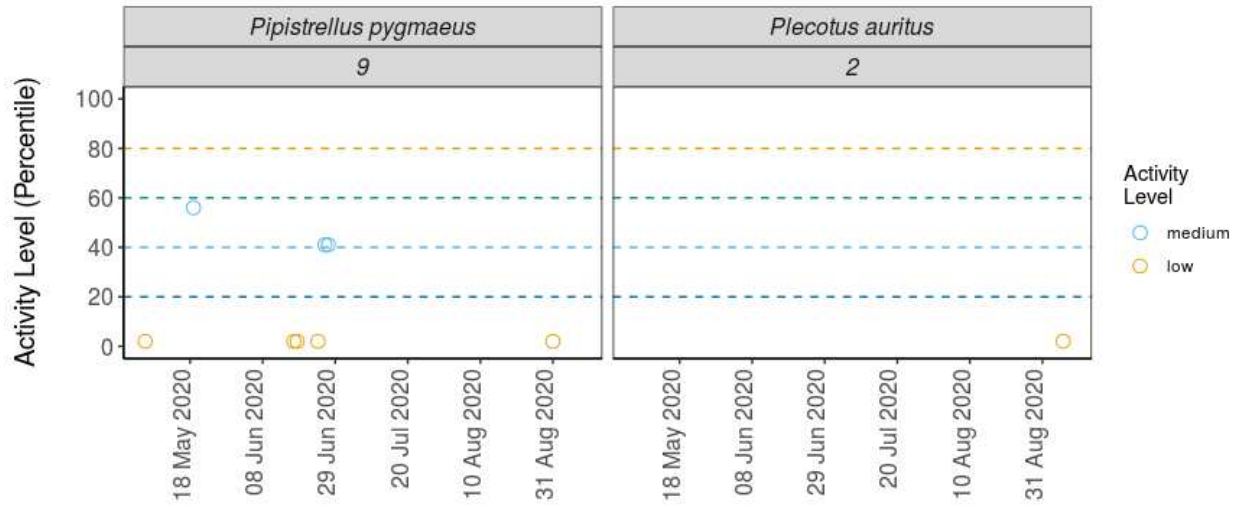 Pipistrellus pygmaeus
Plecotus auritus
9
2
Activity Level (Percentile)
100
80
60
40
20
0
18 May 2020
08 Jun 2020
29 Jun 2020
20 Jul 2020
10 Aug 2020
31 Aug 2020
18 May 2020
08 Jun 2020
29 Jun 2020
20 Jul 2020
10 Aug 2020
31 Aug 2020
Activity
Level
medium
low